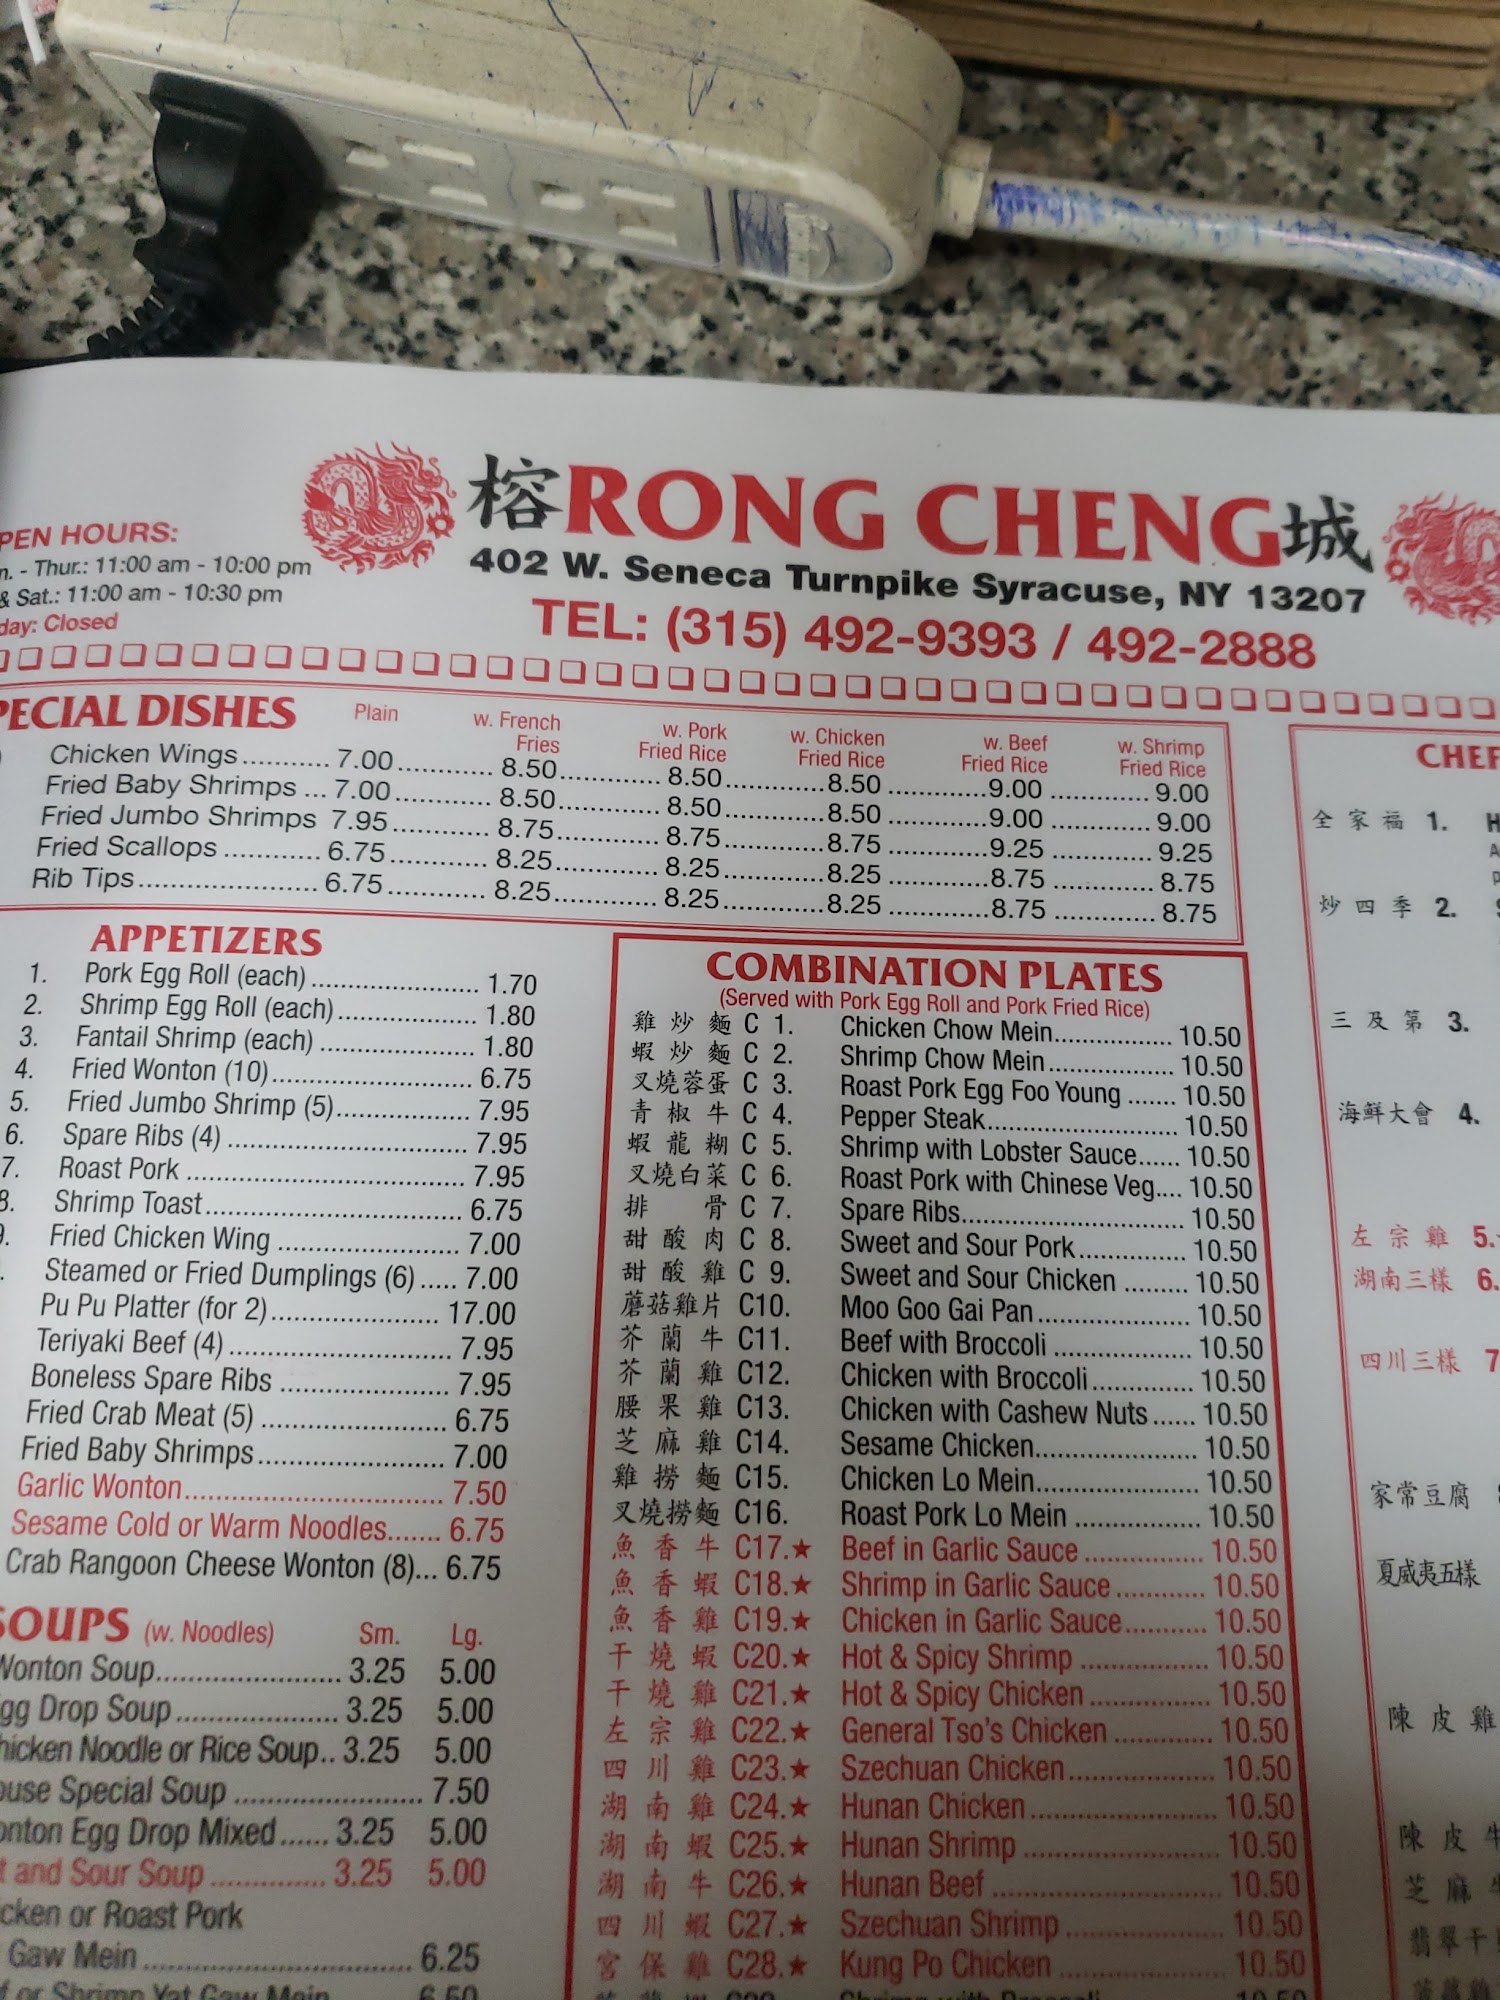 榕RONG CHENG城
402 W. Seneca Turnpike Syracuse, NY 13207
TEL: (315) 492-9393 / 492-2888
PEN HOURS:
n. - Thur.: 11:00 am - 10:00 pm
& Sat.: 11:00 am - 10:30 pm
day: Closed
PECIAL DISHES
Plain w. French Fries w. Pork Fried Rice w. Chicken Fried Rice w. Beef Fried Rice w. Shrimp Fried Rice
Chicken Wings 7.00 8.50 8.50 8.50 9.00 9.00
Fried Baby Shrimps 7.00 8.50 8.50 8.50 9.00 9.00
Fried Jumbo Shrimps 7.95 8.75 8.75 8.75 9.25 9.25
Fried Scallops 6.75 8.25 8.25 8.25 8.75 8.75
Rib Tips 6.75 8.25 8.25 8.25 8.75 8.75
APPETIZERS
1. Pork Egg Roll (each) 1.70
2. Shrimp Egg Roll (each) 1.80
3. Fantail Shrimp (each) 1.80
4. Fried Wonton (10) 6.75
5. Fried Jumbo Shrimp (5) 7.95
6. Spare Ribs (4) 7.95
7. Roast Pork 7.95
8. Shrimp Toast 6.75
9. Fried Chicken Wing 7.00
Steamed or Fried Dumplings (6) 7.00
Pu Pu Platter (for 2) 17.00
Teriyaki Beef (4) 7.95
Boneless Spare Ribs 7.95
Fried Crab Meat (5) 6.75
Fried Baby Shrimps 7.00
Garlic Wonton 7.50
Sesame Cold or Warm Noodles 6.75
Crab Rangoon Cheese Wonton (8) 6.75
SOUPS (w. Noodles) Sm. Lg.
Wonton Soup 3.25 5.00
gg Drop Soup 3.25 5.00
hicken Noodle or Rice Soup 3.25 5.00
ouse Special Soup 7.50
onton Egg Drop Mixed 3.25 5.00
t and Sour Soup 3.25 5.00
cken or Roast Pork
Gaw Mein 6.25
or Shrimp Yat Gaw Mein 6.50
COMBINATION PLATES
(Served with Pork Egg Roll and Pork Fried Rice)
雞炒麵 C 1. Chicken Chow Mein 10.50
蝦炒麵 C 2. Shrimp Chow Mein 10.50
叉燒蓉蛋 C 3. Roast Pork Egg Foo Young 10.50
青椒牛 C 4. Pepper Steak 10.50
蝦龍糊 C 5. Shrimp with Lobster Sauce 10.50
叉燒白菜 C 6. Roast Pork with Chinese Veg. 10.50
排骨 C 7. Spare Ribs 10.50
甜酸肉 C 8. Sweet and Sour Pork 10.50
甜酸雞 C 9. Sweet and Sour Chicken 10.50
蘑菇雞片 C10. Moo Goo Gai Pan 10.50
芥蘭牛 C11. Beef with Broccoli 10.50
芥蘭雞 C12. Chicken with Broccoli 10.50
腰果雞 C13. Chicken with Cashew Nuts 10.50
芝麻雞 C14. Sesame Chicken 10.50
雞撈麵 C15. Chicken Lo Mein 10.50
叉燒撈麵 C16. Roast Pork Lo Mein 10.50
魚香牛 C17.★ Beef in Garlic Sauce 10.50
魚香蝦 C18.★ Shrimp in Garlic Sauce 10.50
魚香雞 C19.★ Chicken in Garlic Sauce 10.50
干燒蝦 C20.★ Hot & Spicy Shrimp 10.50
干燒雞 C21.★ Hot & Spicy Chicken 10.50
左宗雞 C22.★ General Tso's Chicken 10.50
四川雞 C23.★ Szechuan Chicken 10.50
湖南雞 C24.★ Hunan Chicken 10.50
湖南蝦 C25.★ Hunan Shrimp 10.50
湖南牛 C26.★ Hunan Beef 10.50
四川蝦 C27.★ Szechuan Shrimp 10.50
宮保雞 C28.★ Kung Po Chicken 10.50
Shrimp with Broccoli
CHEF
全家福 1. H
炒四季 2.
三及第 3.
海鮮大會 4.
左宗雞 5.
湖南三樣 6.
四川三樣 7
家常豆腐
夏威夷五樣
陳皮雞
陳皮牛
芝麻牛
翡翠干